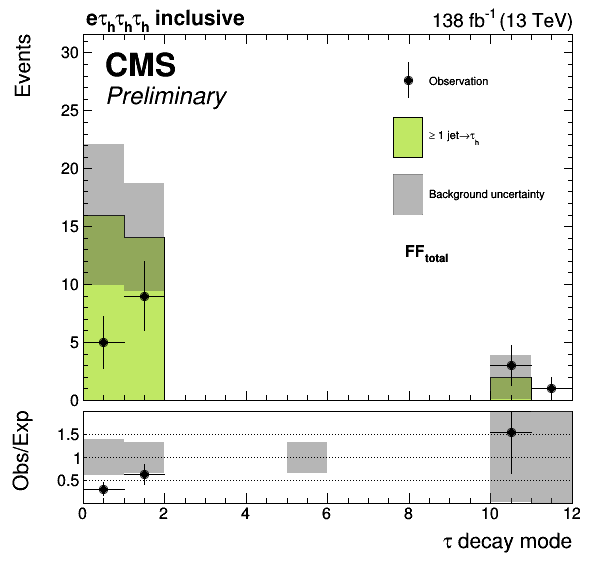 eτhτhτh inclusive 138 fb⁻¹ (13 TeV)
Events
CMS
Preliminary
30
25
20
15
10
5
0
Observation
≥ 1 jet→τh
Background uncertainty
FFtotal
Obs/Exp
1.5
1
0.5
0 2 4 6 8 10 12
τ decay mode